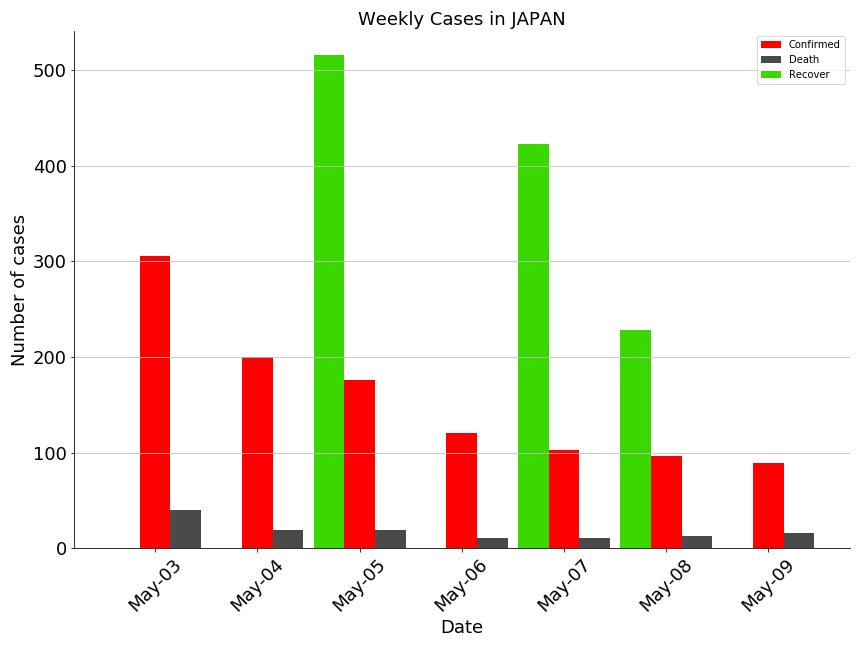 Weekly Cases in JAPAN
Confirmed
Death
Recover
Number of cases
500
400
300
200
100
0
May-03 May-04 May-05 May-06 May-07 May-08 May-09
Date